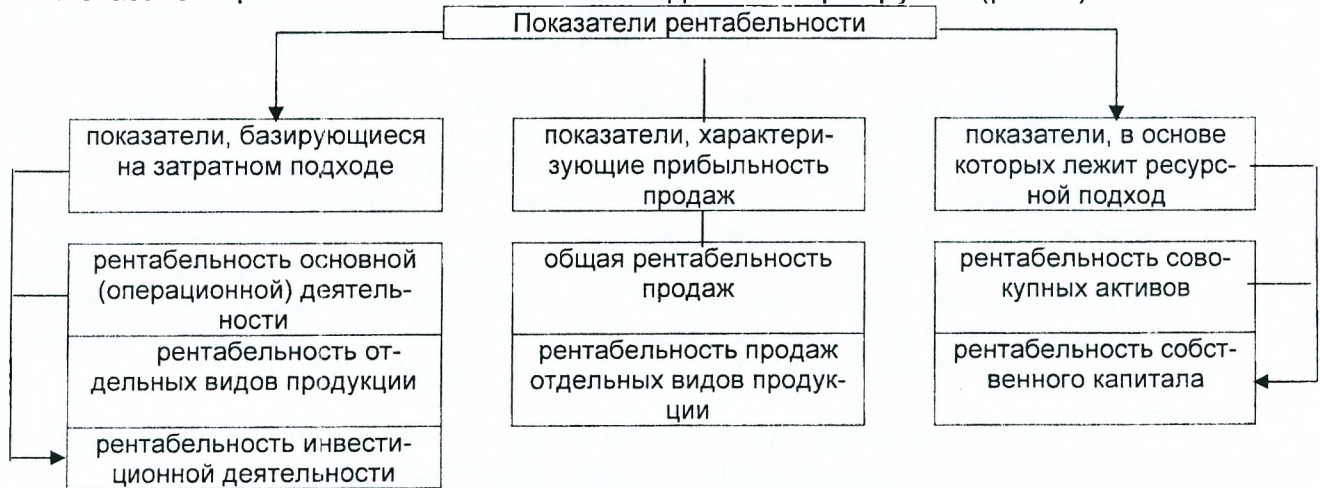 Показатели рентабельности
показатели, базирующиеся
на затратном подходе
показатели, характери-
зующие прибыльность
продаж
показатели, в основе
которых лежит ресурс-
ной подход
рентабельность основной
(операционной) деятель-
ности
рентабельность от-
дельных видов продукции
рентабельность инвести-
ционной деятельности
общая рентабельность
продаж
рентабельность продаж
отдельных видов продук-
ции
рентабельность сово-
купных активов
рентабельность собст-
венного капитала